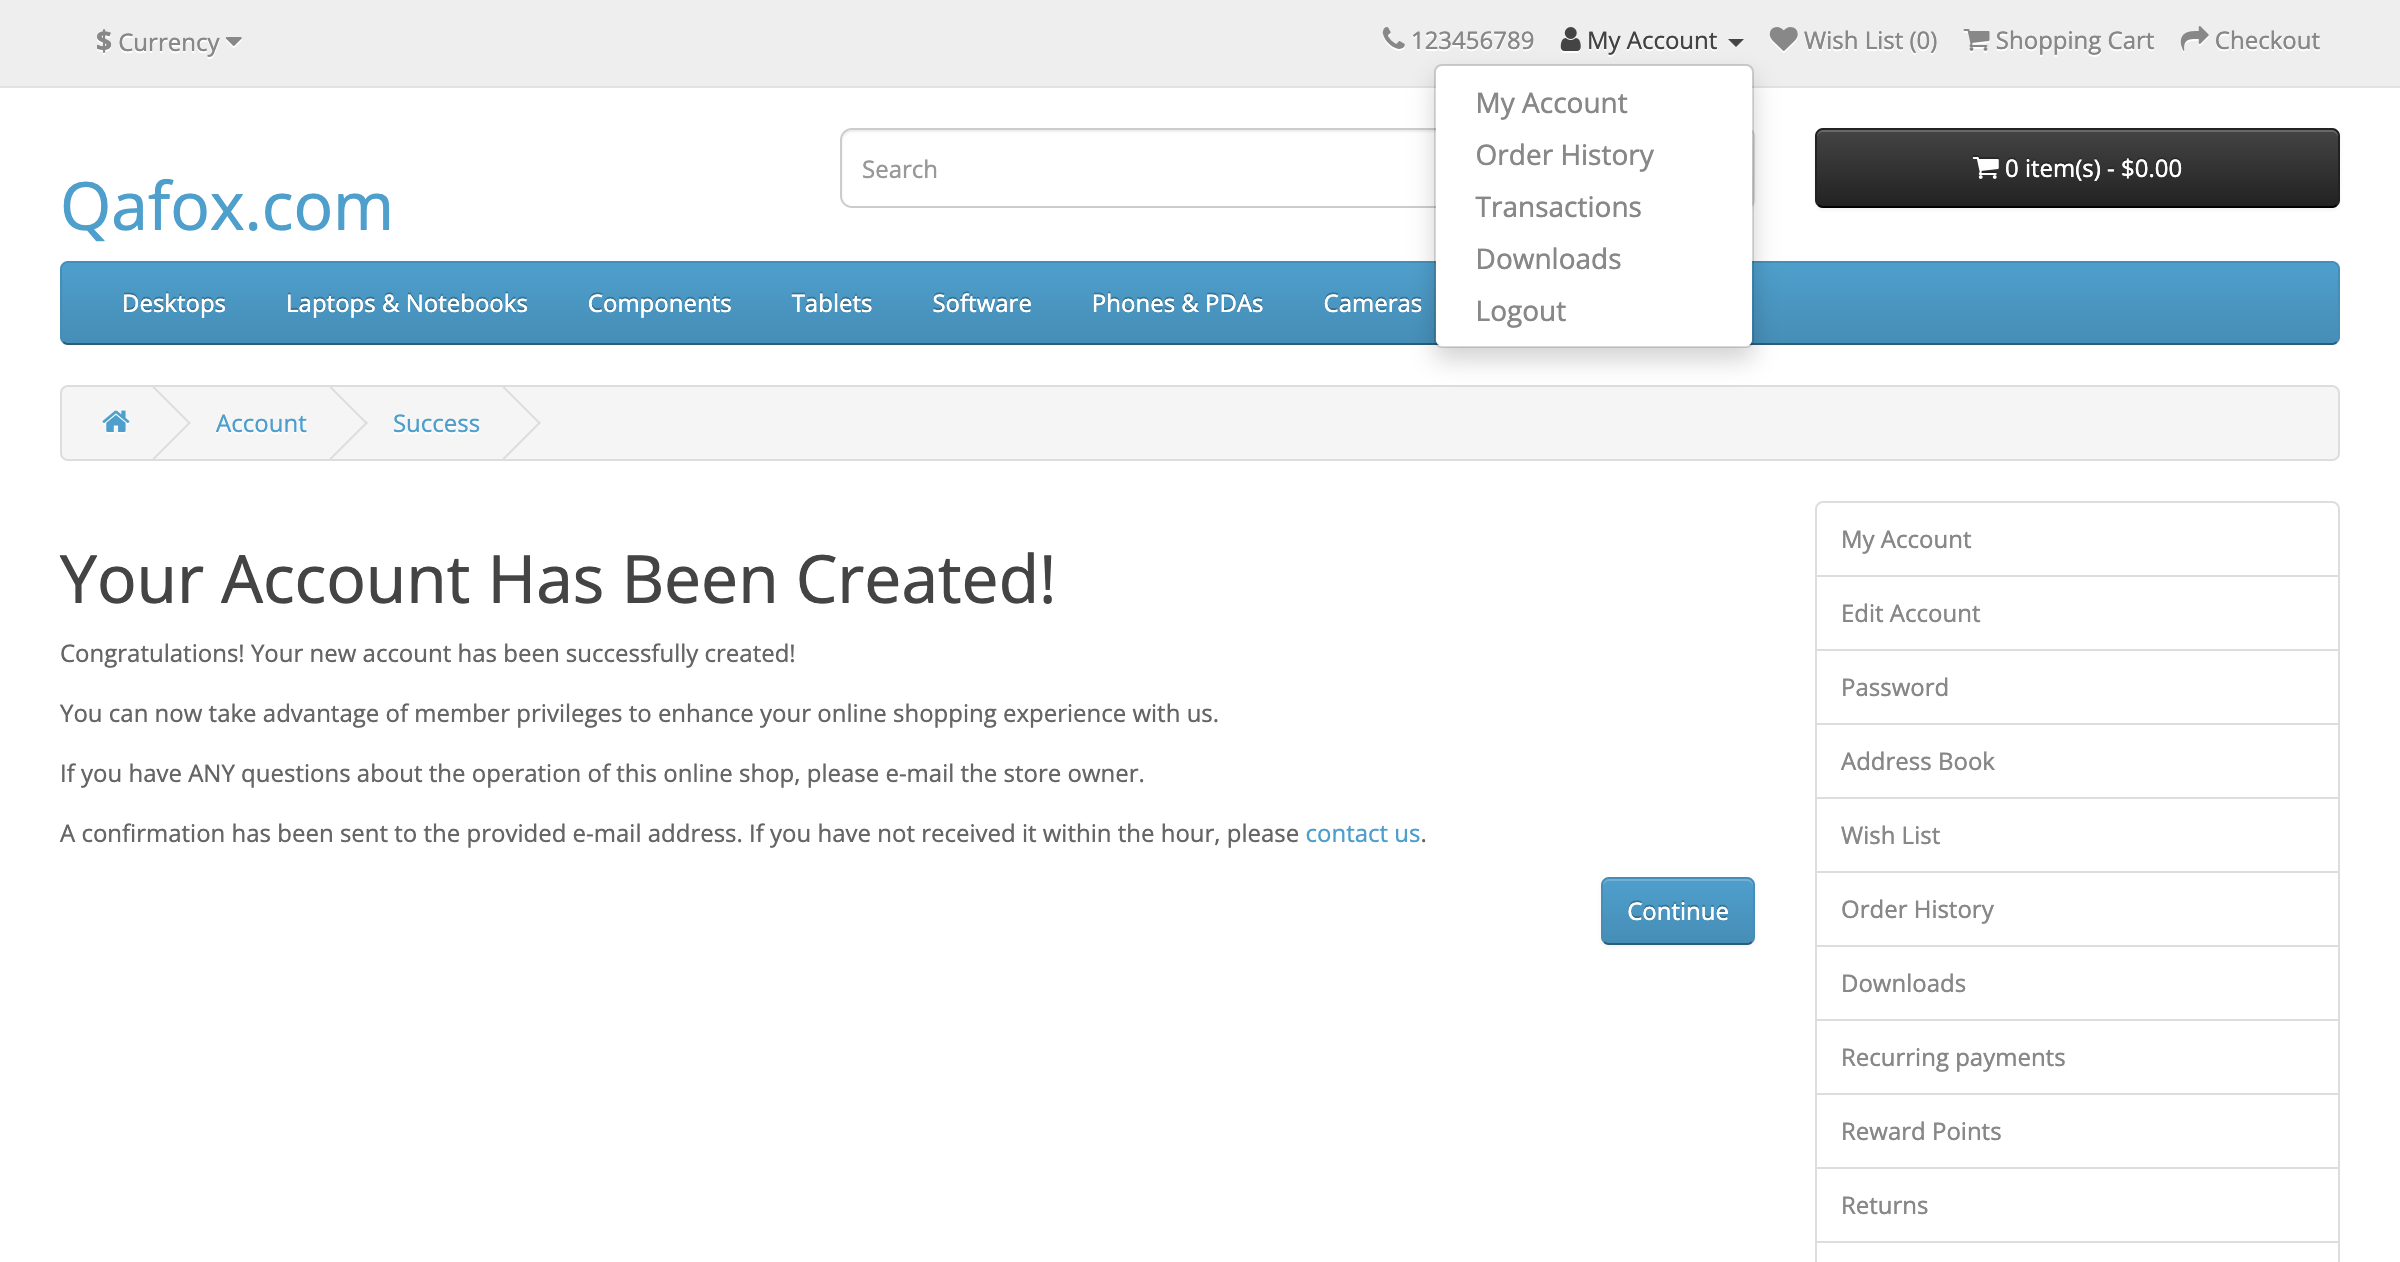 $ Currency
123456789 My Account Wish List (0) Shopping Cart Checkout
My Account
Order History
Transactions
Downloads
Logout
Qafox.com
Search
0 item(s) - $0.00
Desktops Laptops & Notebooks Components Tablets Software Phones & PDAs Cameras
Account Success
Your Account Has Been Created!
Congratulations! Your new account has been successfully created!
You can now take advantage of member privileges to enhance your online shopping experience with us.
If you have ANY questions about the operation of this online shop, please e-mail the store owner.
A confirmation has been sent to the provided e-mail address. If you have not received it within the hour, please contact us.
Continue
My Account
Edit Account
Password
Address Book
Wish List
Order History
Downloads
Recurring payments
Reward Points
Returns